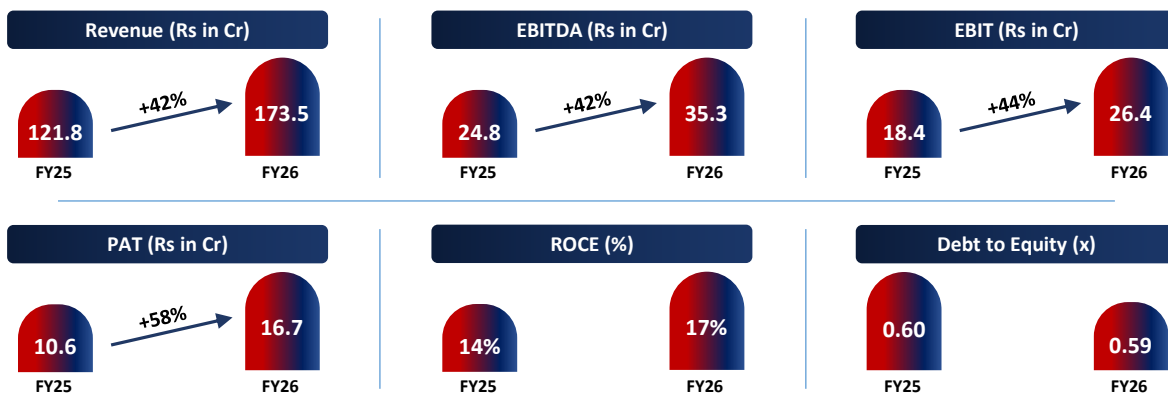 Revenue (Rs in Cr)
121.8
+42%
173.5
FY25
FY26
EBITDA (Rs in Cr)
24.8
+42%
35.3
FY25
FY26
EBIT (Rs in Cr)
18.4
+44%
26.4
FY25
FY26
PAT (Rs in Cr)
10.6
+58%
16.7
FY25
FY26
ROCE (%)
14%
17%
FY25
FY26
Debt to Equity (x)
0.60
0.59
FY25
FY26